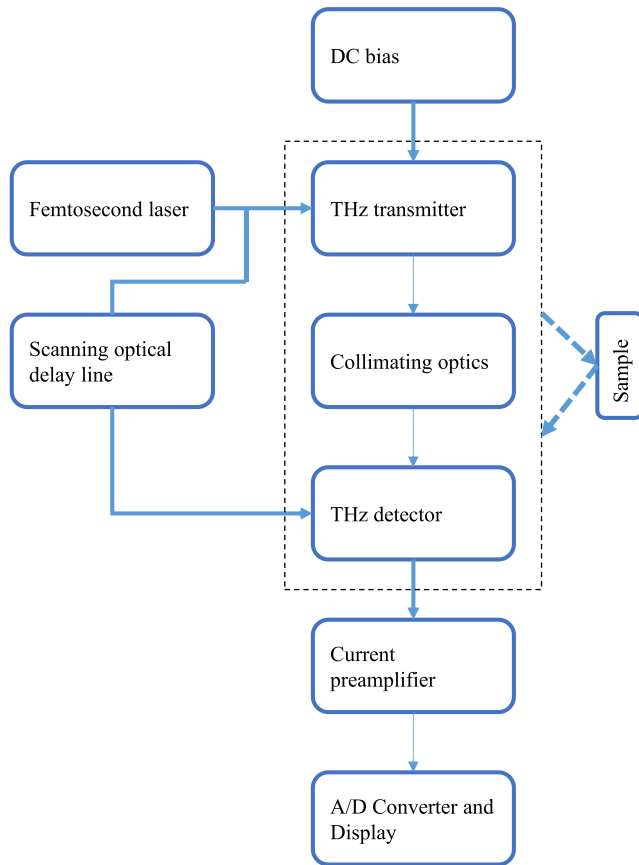 DC bias
Femtosecond laser
THz transmitter
Scanning optical
delay line
Collimating optics
Sample
THz detector
Current
preamplifier
A/D Converter and
Display